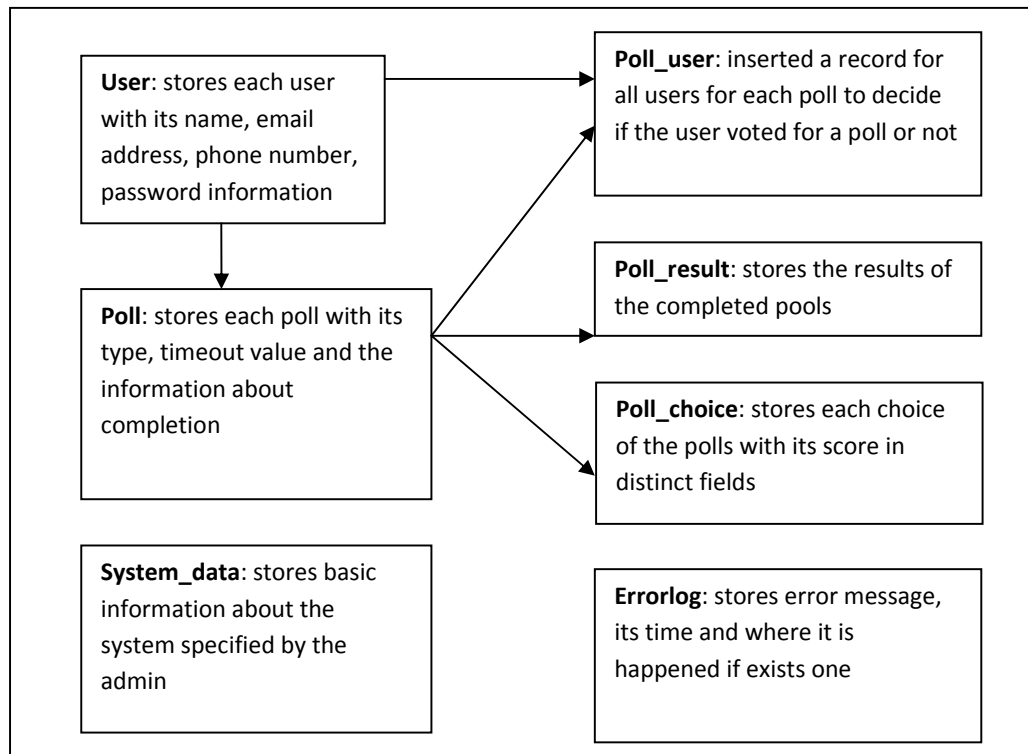 User: stores each user
with its name, email
address, phone number,
password information
Poll_user: inserted a record for
all users for each poll to decide
if the user voted for a poll or not
Poll: stores each poll with its
type, timeout value and the
information about
completion
Poll_result: stores the results of
the completed pools
Poll_choice: stores each choice
of the polls with its score in
distinct fields
System_data: stores basic
information about the
system specified by the
admin
Errorlog: stores error message,
its time and where it is
happened if exists one